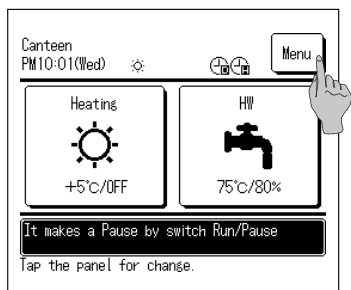 Canteen
PM10:01(Wed)
Menu
Heating
+5°c/OFF
HW
75°c/80%
It makes a Pause by switch Run/Pause
Tap the panel for change.